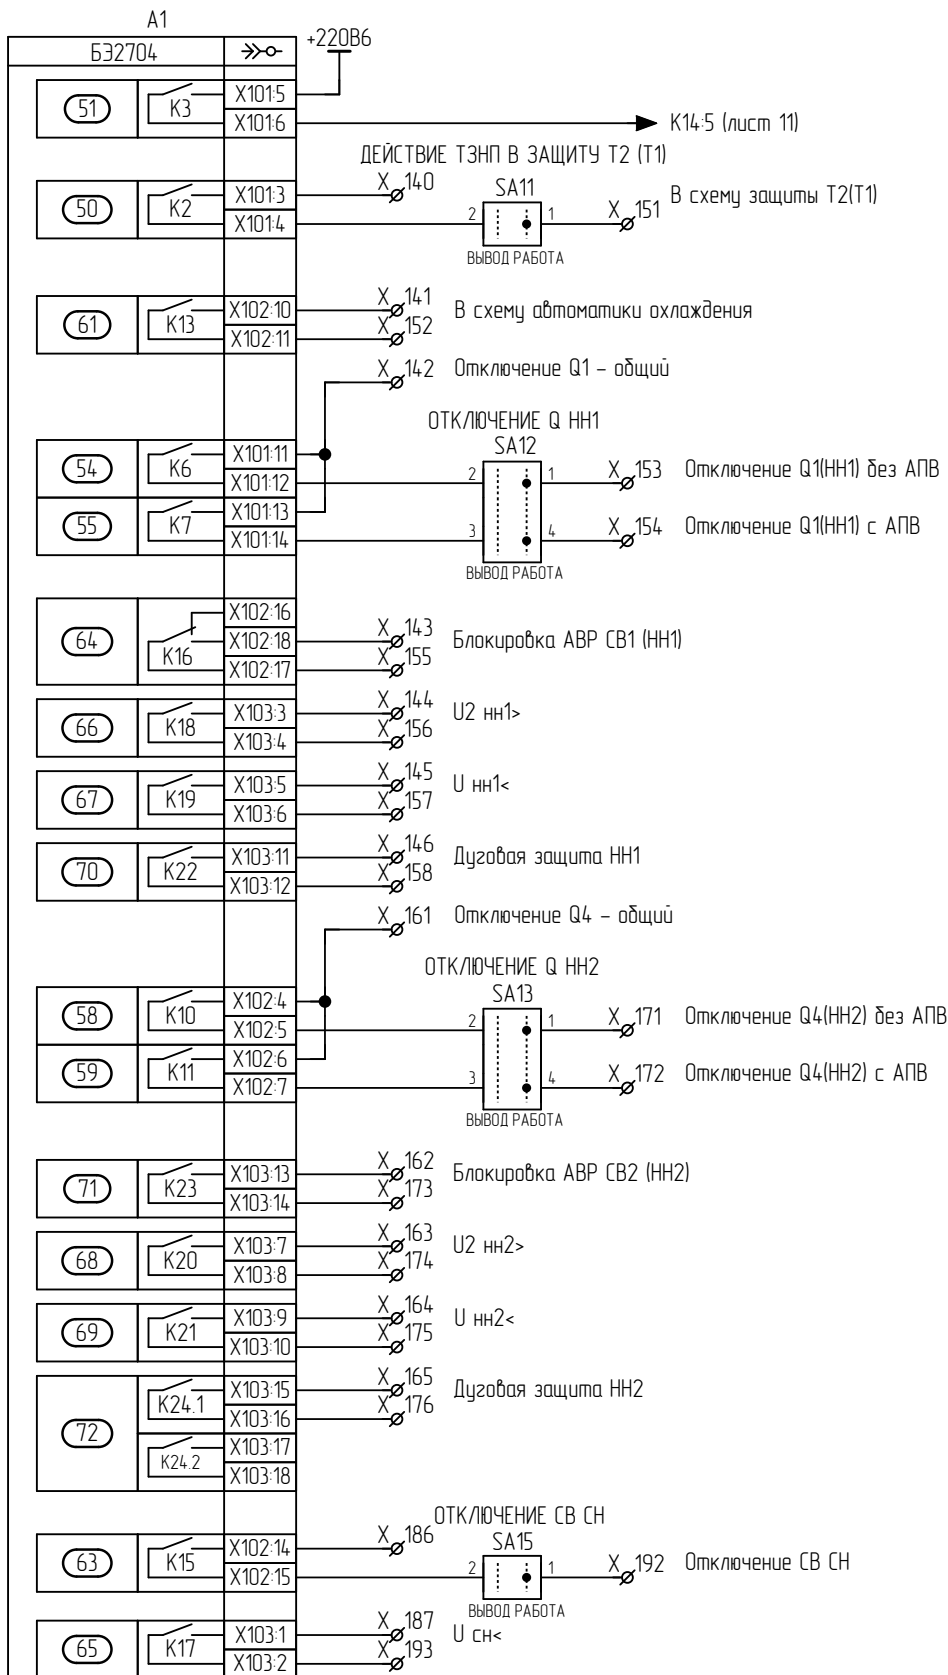 A1
БЭ2704
+220В6
51 K3 X101:5
X101:6 K14:5 (лист 11)
ДЕЙСТВИЕ ТЗНП В ЗАЩИТУ Т2 (Т1)
50 K2 X101:3 X 140
X101:4 2 SA11 1 X 151 В схему защиты Т2(Т1)
ВЫВОД РАБОТА
61 K13 X102:10 X 141 В схему автоматики охлаждения
X102:11 X 152
X 142 Отключение Q1 – общий
ОТКЛЮЧЕНИЕ Q НН1
SA12
54 K6 X101:11
X101:12 2 1 X 153 Отключение Q1(НН1) без АПВ
55 K7 X101:13
X101:14 3 4 X 154 Отключение Q1(НН1) с АПВ
ВЫВОД РАБОТА
64 K16 X102:16
X102:18 X 143 Блокировка АВР СВ1 (НН1)
X102:17 X 155
66 K18 X103:3 X 144 U2 нн1>
X103:4 X 156
67 K19 X103:5 X 145 U нн1<
X103:6 X 157
70 K22 X103:11 X 146 Дуговая защита НН1
X103:12 X 158
X 161 Отключение Q4 – общий
ОТКЛЮЧЕНИЕ Q НН2
SA13
58 K10 X102:4
X102:5 2 1 X 171 Отключение Q4(НН2) без АПВ
59 K11 X102:6
X102:7 3 4 X 172 Отключение Q4(НН2) с АПВ
ВЫВОД РАБОТА
71 K23 X103:13 X 162 Блокировка АВР СВ2 (НН2)
X103:14 X 173
68 K20 X103:7 X 163 U2 нн2>
X103:8 X 174
69 K21 X103:9 X 164 U нн2<
X103:10 X 175
72 K24.1 X103:15 X 165 Дуговая защита НН2
X103:16 X 176
K24.2 X103:17
X103:18
ОТКЛЮЧЕНИЕ СВ СН
63 K15 X102:14 X 186 SA15
X102:15 2 1 X 192 Отключение СВ СН
ВЫВОД РАБОТА
65 K17 X103:1 X 187 U сн<
X103:2 X 193